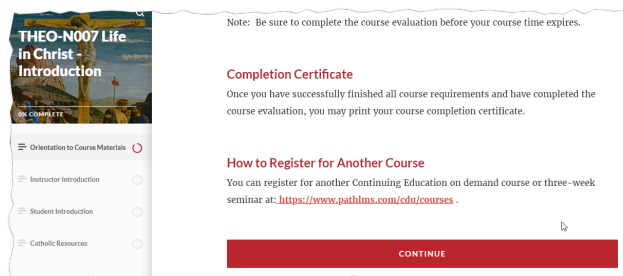 THEO-N007 Life
in Christ -
Introduction
0% COMPLETE
Orientation to Course Materials
Instructor Introduction
Student Introduction
Catholic Resources
Note: Be sure to complete the course evaluation before your course time expires.
Completion Certificate
Once you have successfully finished all course requirements and have completed the
course evaluation, you may print your course completion certificate.
How to Register for Another Course
You can register for another Continuing Education on demand course or three-week
seminar at: https://www.pathlms.com/cdu/courses .
CONTINUE